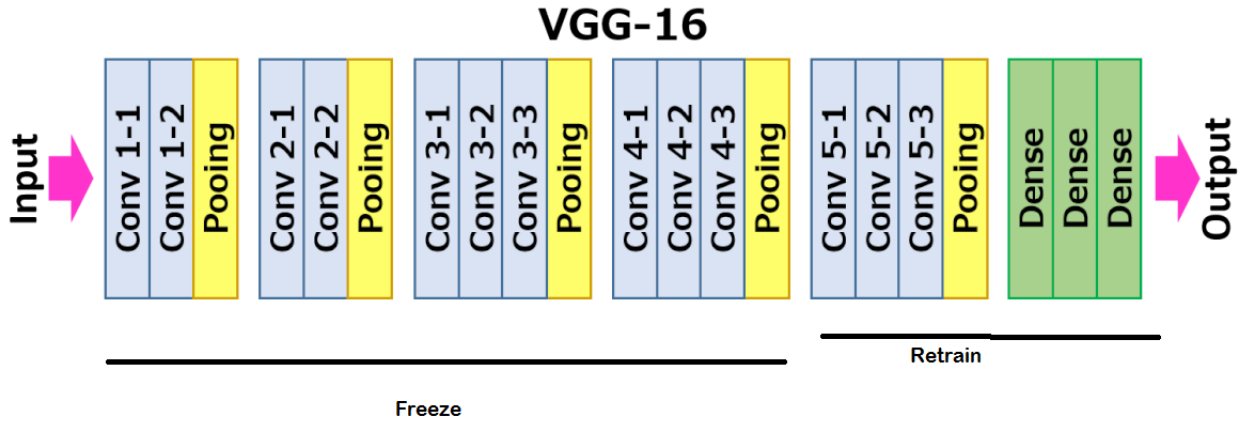 VGG-16
Input
Conv 1-1
Conv 1-2
Pooing
Conv 2-1
Conv 2-2
Pooing
Conv 3-1
Conv 3-2
Conv 3-3
Pooing
Conv 4-1
Conv 4-2
Conv 4-3
Pooing
Conv 5-1
Conv 5-2
Conv 5-3
Pooing
Dense
Dense
Dense
Output
Retrain
Freeze